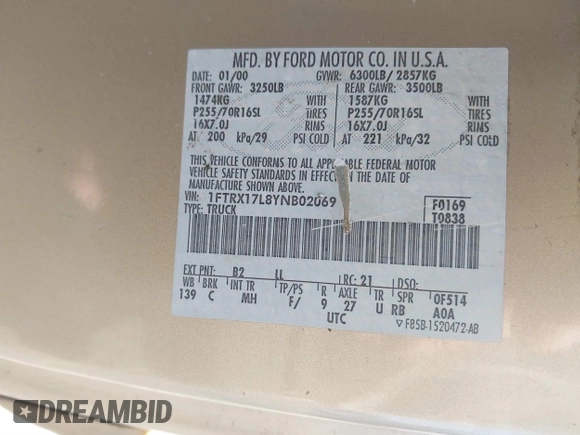 MFD. BY FORD MOTOR CO. IN U.S.A.
DATE: 01/00 GVWR: 6300LB/ 2857KG
FRONT GAWR: 3250LB REAR GAWR: 3500LB
1474KG WITH 1587KG WITH
P255/70R16SL TIRES P255/70R16SL TIRES
16X7.0J RIMS 16X7.0J RIMS
AT 200 kPa/29 PSI COLD AT 221 kPa/32 PSI COLD
THIS VEHICLE CONFORMS TO ALL APPLICABLE FEDERAL MOTOR
VEHICLE SAFETY STANDARDS IN EFFECT ON THE DATE OF
MANUFACTURE SHOWN ABOVE.
VIN: 1FTRX17L8YNB02069 F0169
TYPE: TRUCK T0838
EXT PNT: B2 LL RC: 21 DSO:
WB BRK INT TR TP/PS R AXLE TR SPR 0F514
139 C MH F/ 9 27 U RB A0A
UTC ▽F85B-1520472-AB
DREAMBID